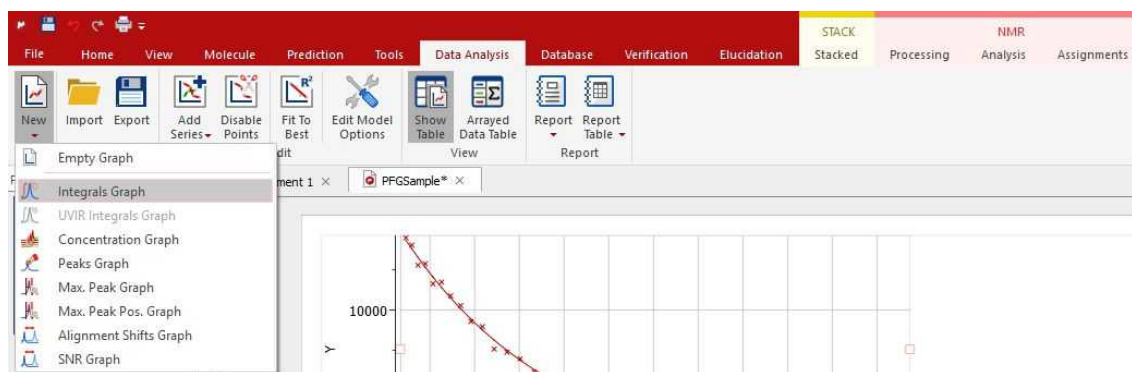 STACK NMR
File Home View Molecule Prediction Tools Data Analysis Database Verification Elucidation Stacked Processing Analysis Assignments
New Import Export Add Series Disable Points Fit To Best Edit Model Options Show Table Arrayed Data Table Report Report Table
dit View Report
Empty Graph
ment 1 × PFGSample* ×
Integrals Graph
UVIR Integrals Graph
Concentration Graph
Peaks Graph
Max. Peak Graph
Max. Peak Pos. Graph
Alignment Shifts Graph
SNR Graph
10000
Y